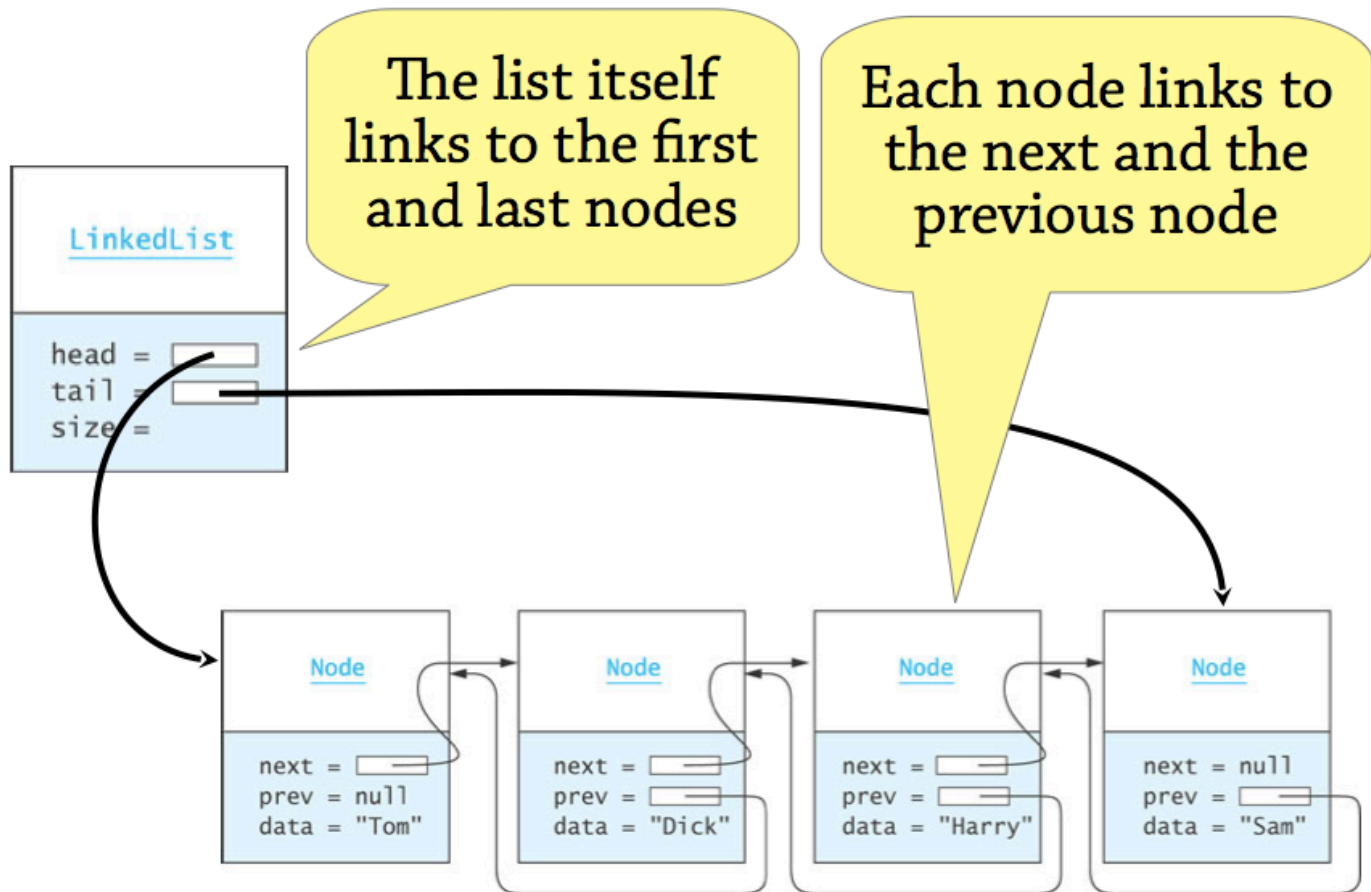 The list itself
links to the first
and last nodes
Each node links to
the next and the
previous node
LinkedList
head =
tail =
size =
Node
next =
prev = null
data = "Tom"
Node
next =
prev =
data = "Dick"
Node
next =
prev =
data = "Harry"
Node
next = null
prev =
data = "Sam"